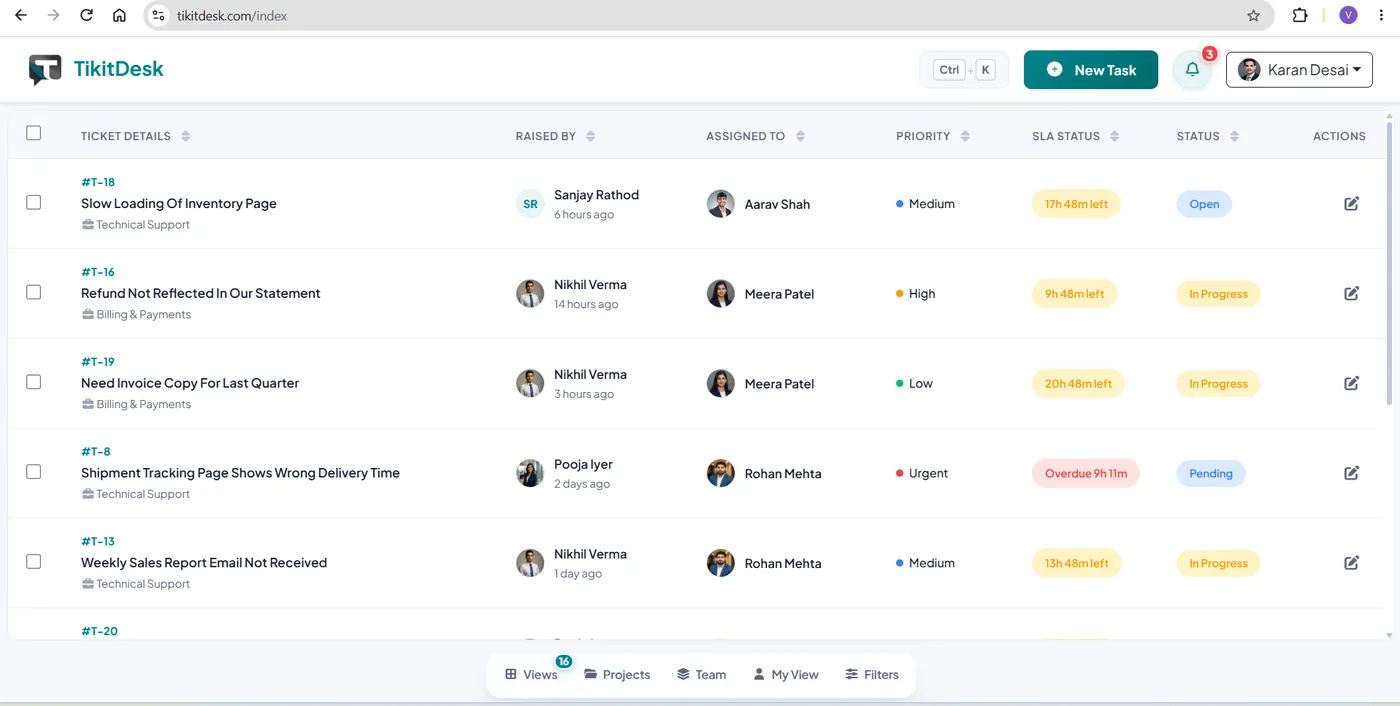 tikitdesk.com/index
V
TikitDesk
Ctrl + K
New Task
3
Karan Desai
TICKET DETAILS RAISED BY ASSIGNED TO PRIORITY SLA STATUS STATUS ACTIONS
#T-18
Slow Loading Of Inventory Page
Technical Support
SR
Sanjay Rathod
6 hours ago
Aarav Shah
Medium
17h 48m left
Open
#T-16
Refund Not Reflected In Our Statement
Billing & Payments
Nikhil Verma
14 hours ago
Meera Patel
High
9h 48m left
In Progress
#T-19
Need Invoice Copy For Last Quarter
Billing & Payments
Nikhil Verma
3 hours ago
Meera Patel
Low
20h 48m left
In Progress
#T-8
Shipment Tracking Page Shows Wrong Delivery Time
Technical Support
Pooja Iyer
2 days ago
Rohan Mehta
Urgent
Overdue 9h 11m
Pending
#T-13
Weekly Sales Report Email Not Received
Technical Support
Nikhil Verma
1 day ago
Rohan Mehta
Medium
13h 48m left
In Progress
#T-20
Views 16 Projects Team My View Filters